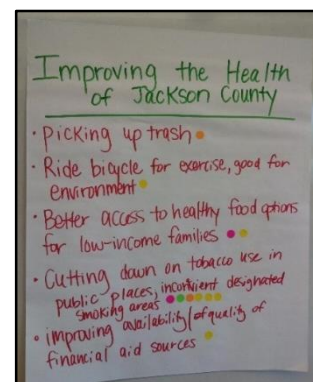 Improving the Health
of Jackson County
• Picking up trash
• Ride bicycle for exercise, good for
environment
• Better access to healthy food options
for low-income families
• Cutting down on tobacco use in
public places, inconvient designated
smoking areas
• improving availability/of quality of
financial aid sources